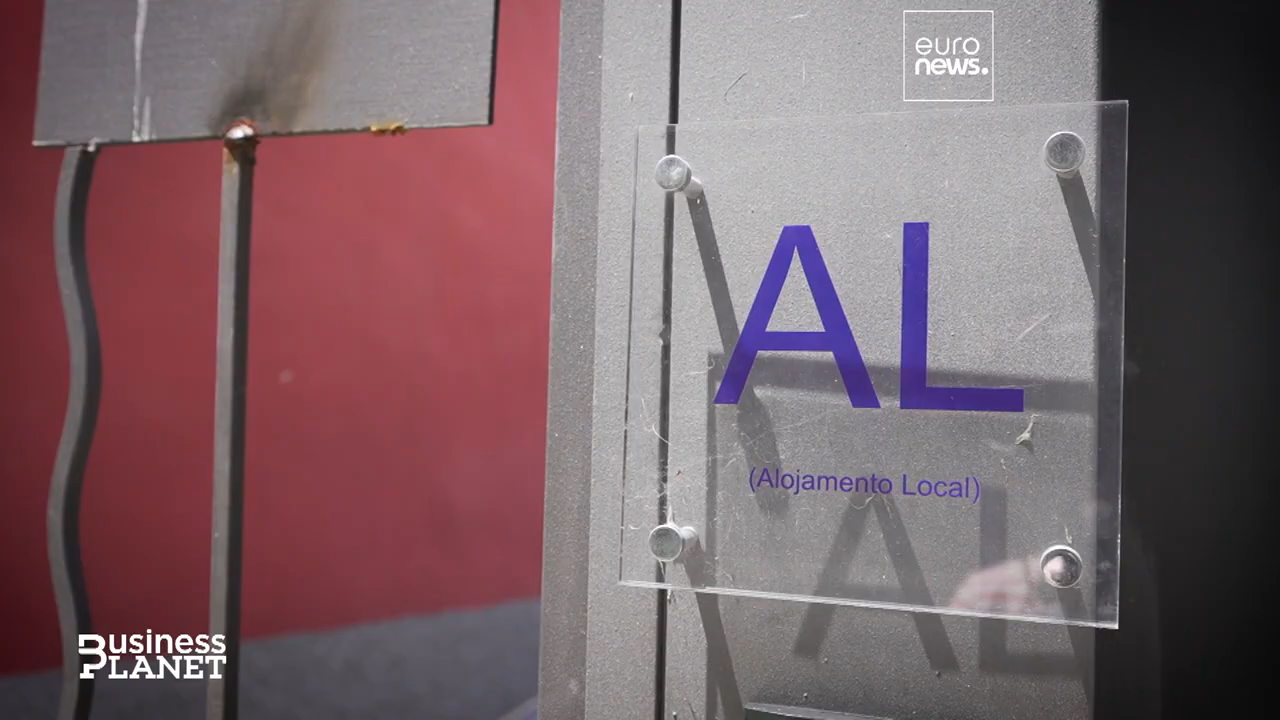 euro
news.
AL
(Alojamento Local)
Business
PLANET